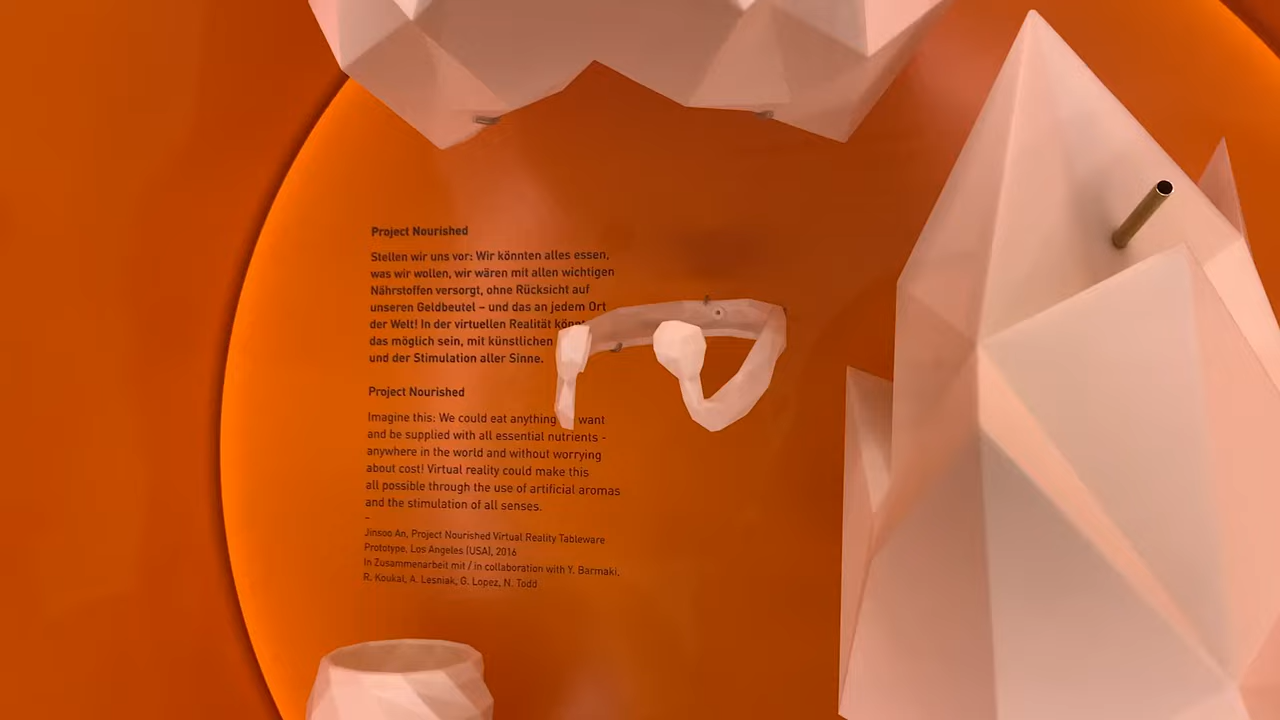 Project Nourished
Stellen wir uns vor: Wir könnten alles essen,
was wir wollen, wir wären mit allen wichtigen
Nährstoffen versorgt, ohne Rücksicht auf
unseren Geldbeutel – und das an jedem Ort
der Welt! In der virtuellen Realität
das möglich sein, mit künstlichen
und der Stimulation aller Sinne.
Project Nourished
Imagine this: We could eat anything want
and be supplied with all essential nutrients -
anywhere in the world and without worrying
about cost! Virtual reality could make this
all possible through the use of artificial aromas
and the stimulation of all senses.
–
Jinsoo An, Project Nourished Virtual Reality Tableware
Prototype, Los Angeles (USA), 2016
In Zusammenarbeit mit / in collaboration with Y. Barmaki,
R. Koukal, A. Lesniak, G. Lopez, N. Todd